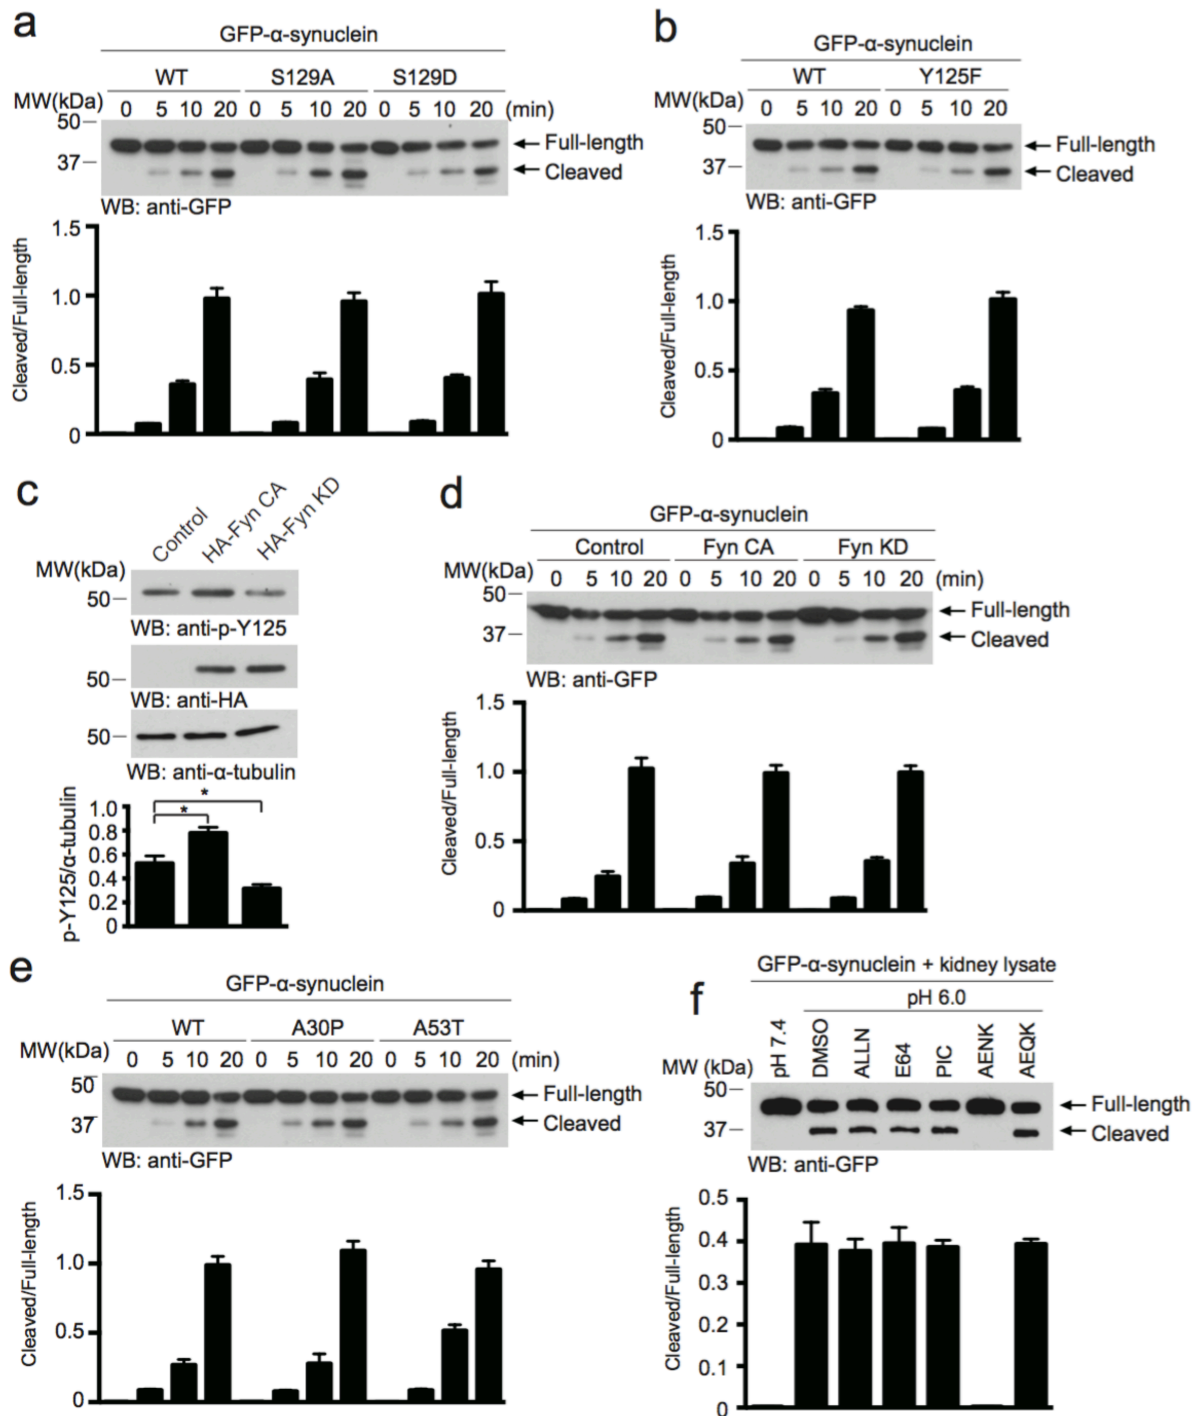 a
GFP-α-synuclein
WT S129A S129D
MW(kDa) 0 5 10 20 0 5 10 20 0 5 10 20 (min)
50
37
Full-length
Cleaved
WB: anti-GFP
Cleaved/Full-length
1.5
1.0
0.5
0
b
GFP-α-synuclein
WT Y125F
MW(kDa) 0 5 10 20 0 5 10 20 (min)
50
37
Full-length
Cleaved
WB: anti-GFP
Cleaved/Full-length
1.5
1.0
0.5
0
c
Control HA-Fyn CA HA-Fyn KD
MW(kDa)
50
WB: anti-p-Y125
50
WB: anti-HA
50
WB: anti-α-tubulin
p-Y125/α-tubulin
1.0
0.8
0.6
0.4
0.2
0
* *
d
GFP-α-synuclein
Control Fyn CA Fyn KD
MW(kDa) 0 5 10 20 0 5 10 20 0 5 10 20 (min)
50
37
Full-length
Cleaved
WB: anti-GFP
Cleaved/Full-length
1.5
1.0
0.5
0
e
GFP-α-synuclein
WT A30P A53T
MW(kDa) 0 5 10 20 0 5 10 20 0 5 10 20 (min)
50
37
Full-length
Cleaved
WB: anti-GFP
Cleaved/Full-length
1.5
1.0
0.5
0
f
GFP-α-synuclein + kidney lysate
pH 6.0
MW (kDa) pH 7.4 DMSO ALLN E64 PIC AENK AEQK
50
37
Full-length
Cleaved
WB: anti-GFP
Cleaved/Full-length
0.5
0.4
0.3
0.2
0.1
0